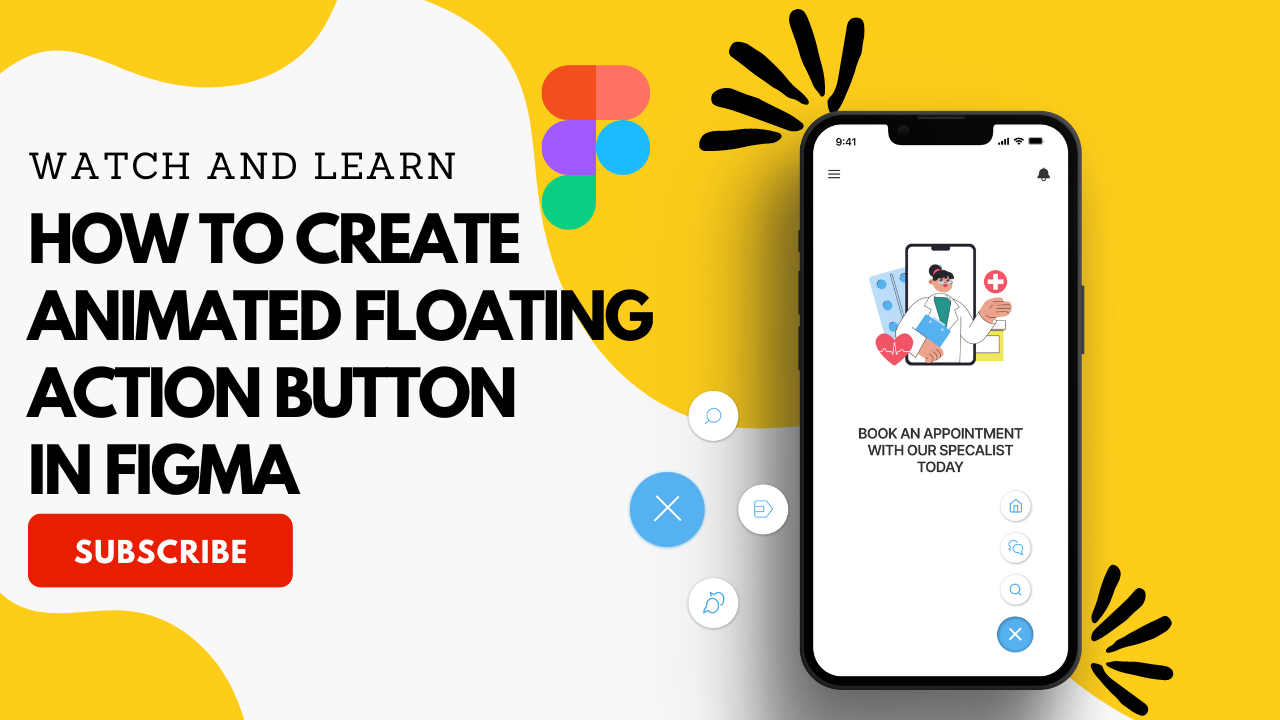 WATCH AND LEARN
HOW TO CREATE
ANIMATED FLOATING
ACTION BUTTON
IN FIGMA
SUBSCRIBE
9:41
BOOK AN APPOINTMENT
WITH OUR SPECALIST
TODAY